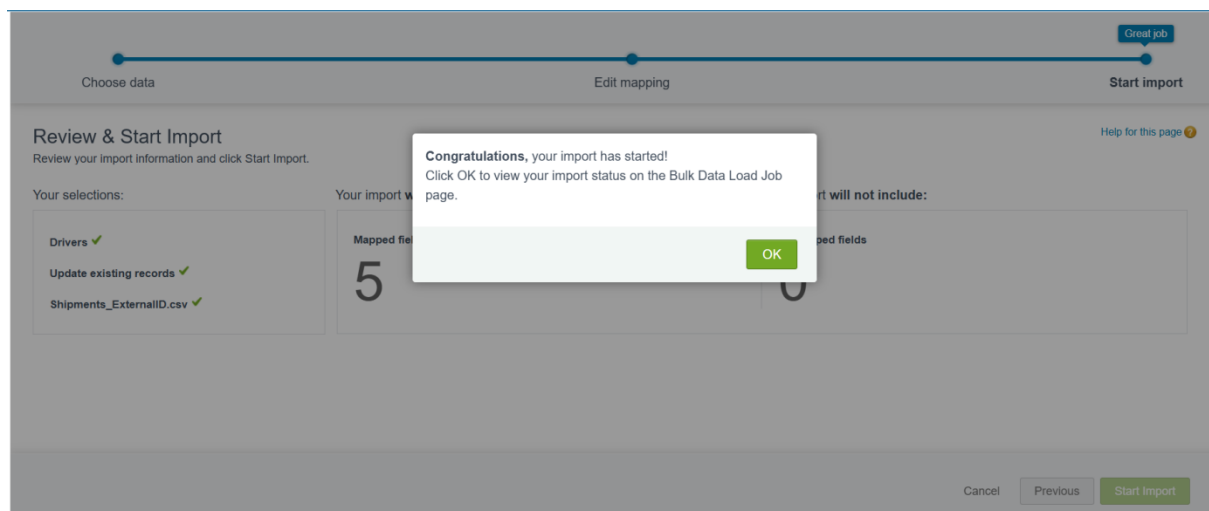 Great job
Choose data
Edit mapping
Start import
Review & Start Import
Help for this page
Review your import information and click Start Import.
Congratulations, your import has started!
Click OK to view your import status on the Bulk Data Load Job
page.
OK
Your selections:
Drivers
Update existing records
Shipments_ExternalID.csv
Your import
Mapped
5
will not include:
fields
0
Cancel
Previous
Start Import